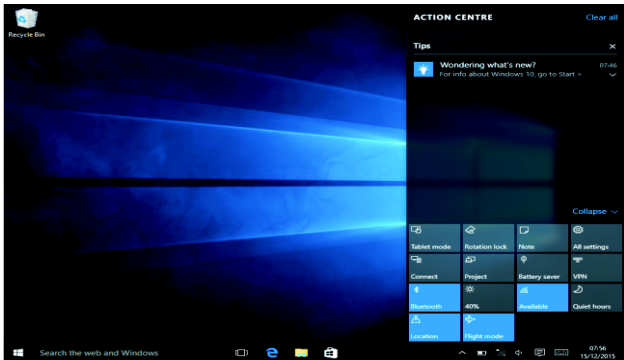 Recycle Bin
ACTION CENTRE
Clear all
Tips
Wondering what's new?
07:46
For info about Windows 10, go to Start >
Collapse
Tablet mode
Rotation lock
Note
All settings
Connect
Project
Battery saver
VPN
Bluetooth
40%
Available
Quiet hours
Location
Flight mode
Search the web and Windows
07:56
15/12/2015